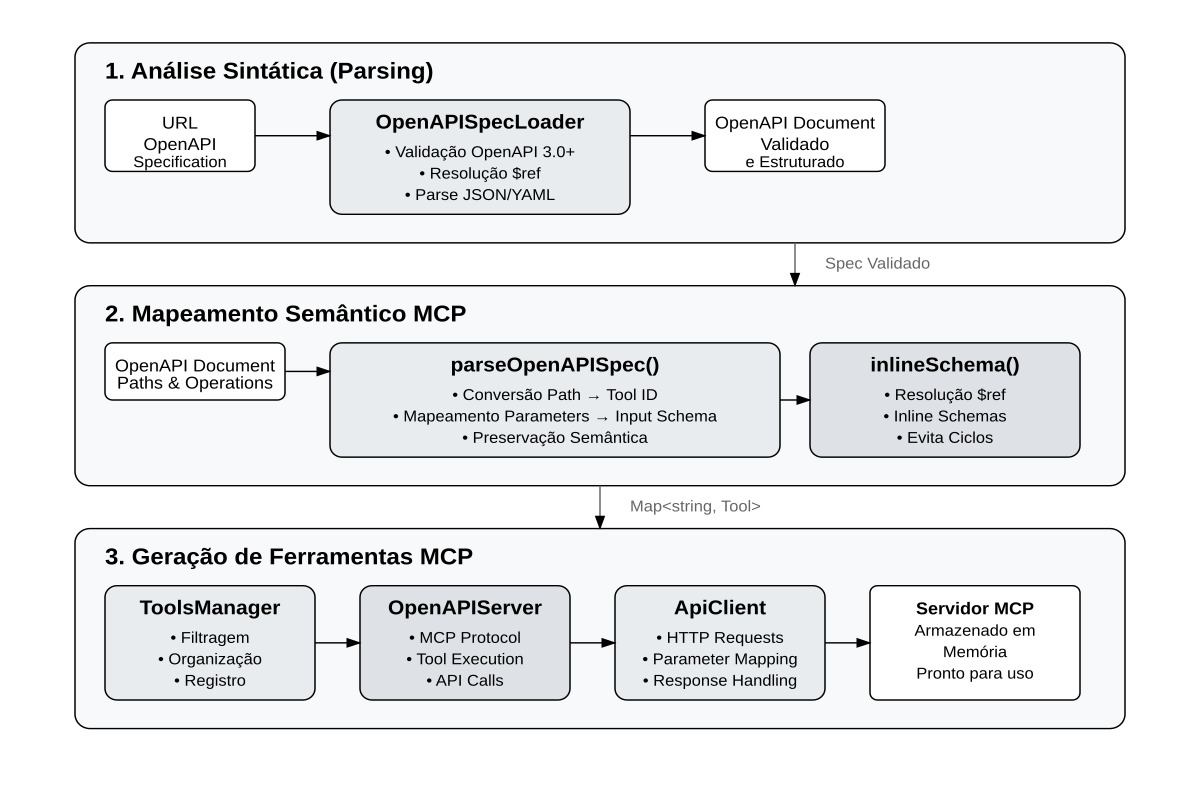 1. Análise Sintática (Parsing)
URL
OpenAPI
Specification
OpenAPISpecLoader
• Validação OpenAPI 3.0+
• Resolução $ref
• Parse JSON/YAML
OpenAPI Document
Validado
e Estruturado
Spec Validado
2. Mapeamento Semântico MCP
OpenAPI Document
Paths & Operations
parseOpenAPISpec()
• Conversão Path → Tool ID
• Mapeamento Parameters → Input Schema
• Preservação Semântica
inlineSchema()
• Resolução $ref
• Inline Schemas
• Evita Ciclos
Map<string, Tool>
3. Geração de Ferramentas MCP
ToolsManager
• Filtragem
• Organização
• Registro
OpenAPIServer
• MCP Protocol
• Tool Execution
• API Calls
ApiClient
• HTTP Requests
• Parameter Mapping
• Response Handling
Servidor MCP
Armazenado em
Memória
Pronto para uso